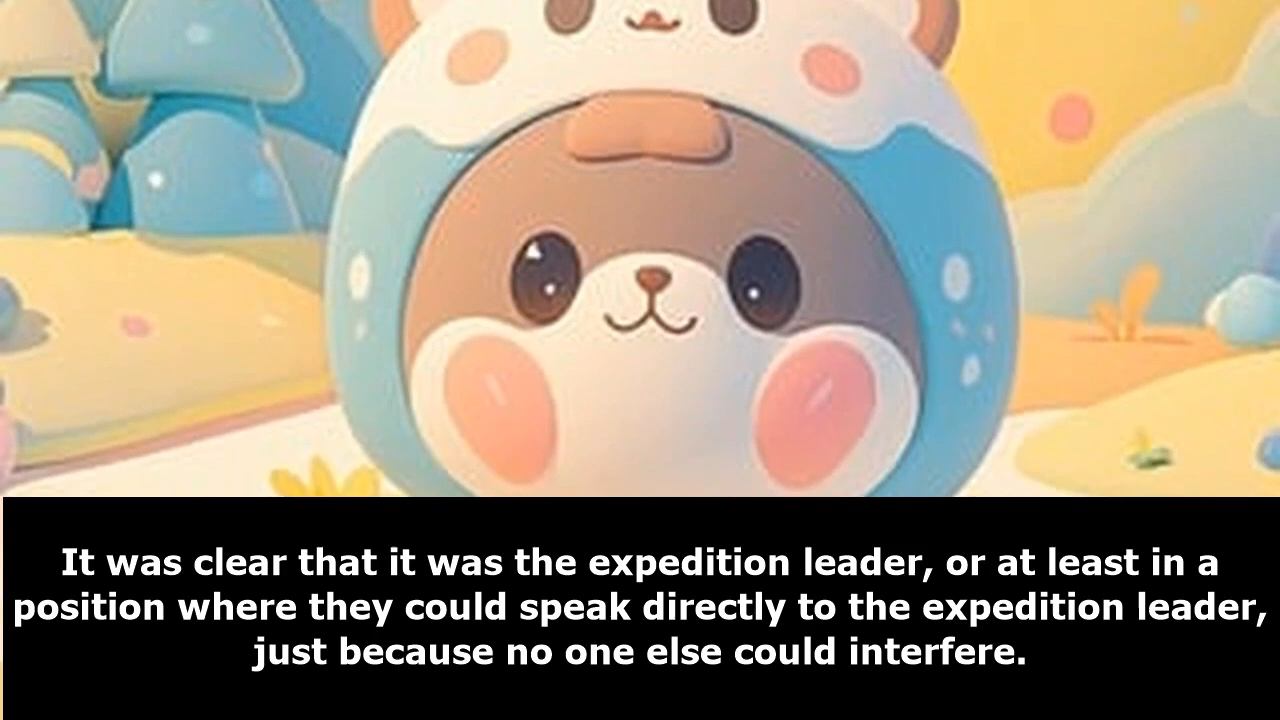 It was clear that it was the expedition leader, or at least in a
position where they could speak directly to the expedition leader,
just because no one else could interfere.